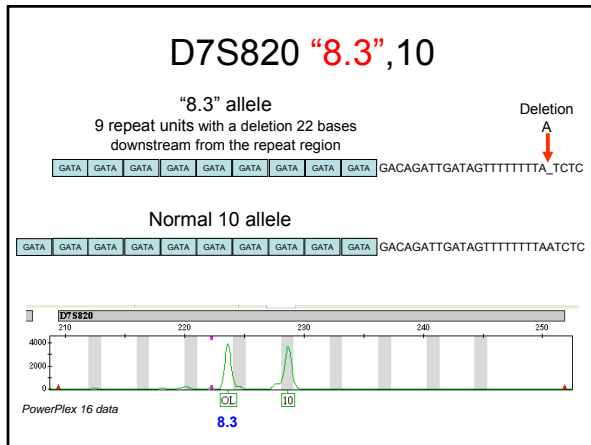 D7S820 “8.3”,10
“8.3” allele
9 repeat units with a deletion 22 bases
downstream from the repeat region
Deletion
A
GATA GATA GATA GATA GATA GATA GATA GATA GATA GACAGATTGATAGTTTTTTTTA_TCTC
Normal 10 allele
GATA GATA GATA GATA GATA GATA GATA GATA GATA GATA GACAGATTGATAGTTTTTTTTAATCTC
D7S820
210 220 230 240 250
4000
2000
0
OL 10
8.3
PowerPlex 16 data